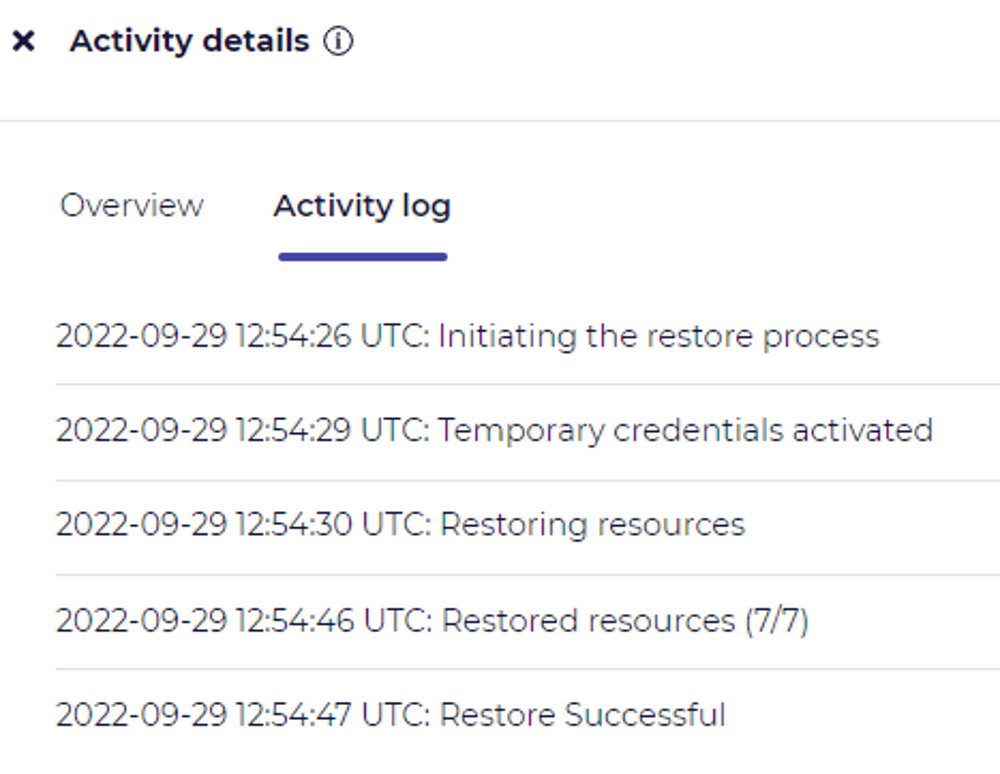 Activity details
Overview
Activity log
2022-09-29 12:54:26 UTC: Initiating the restore process
2022-09-29 12:54:29 UTC: Temporary credentials activated
2022-09-29 12:54:30 UTC: Restoring resources
2022-09-29 12:54:46 UTC: Restored resources (7/7)
2022-09-29 12:54:47 UTC: Restore Successful